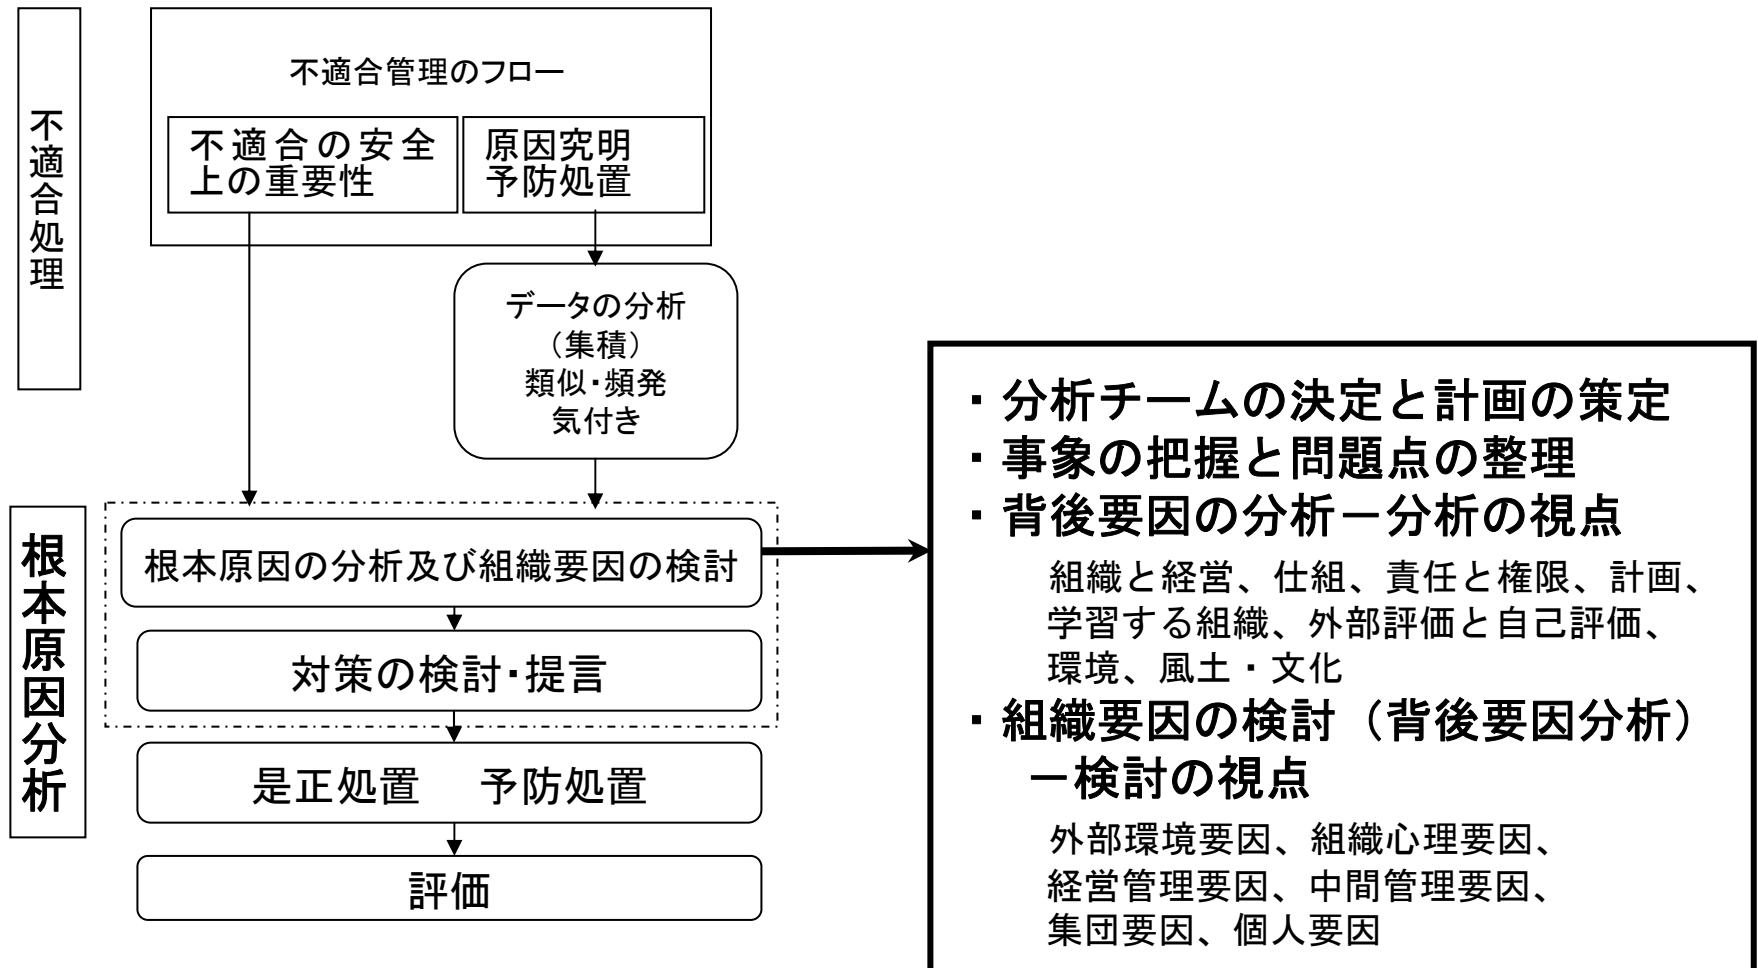 不適合処理
不適合管理のフロー
不適合の安全
上の重要性
原因究明
予防処置
データの分析
（集積）
類似・頻発
気付き
根本原因分析
根本原因の分析及び組織要因の検討
対策の検討・提言
是正処置　予防処置
評価
・分析チームの決定と計画の策定
・事象の把握と問題点の整理
・背後要因の分析－分析の視点
組織と経営、仕組、責任と権限、計画、
学習する組織、外部評価と自己評価、
環境、風土・文化
・組織要因の検討（背後要因分析）
－検討の視点
外部環境要因、組織心理要因、
経営管理要因、中間管理要因、
集団要因、個人要因